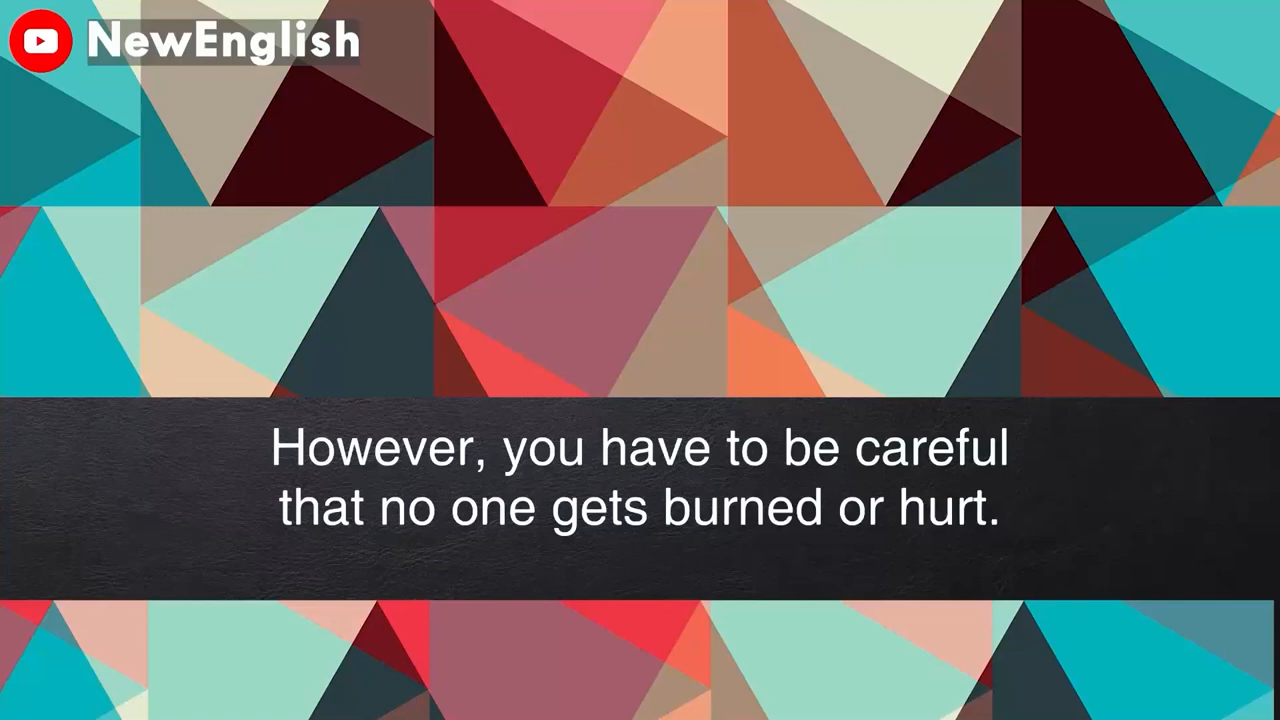 NewEnglish
However, you have to be careful
that no one gets burned or hurt.